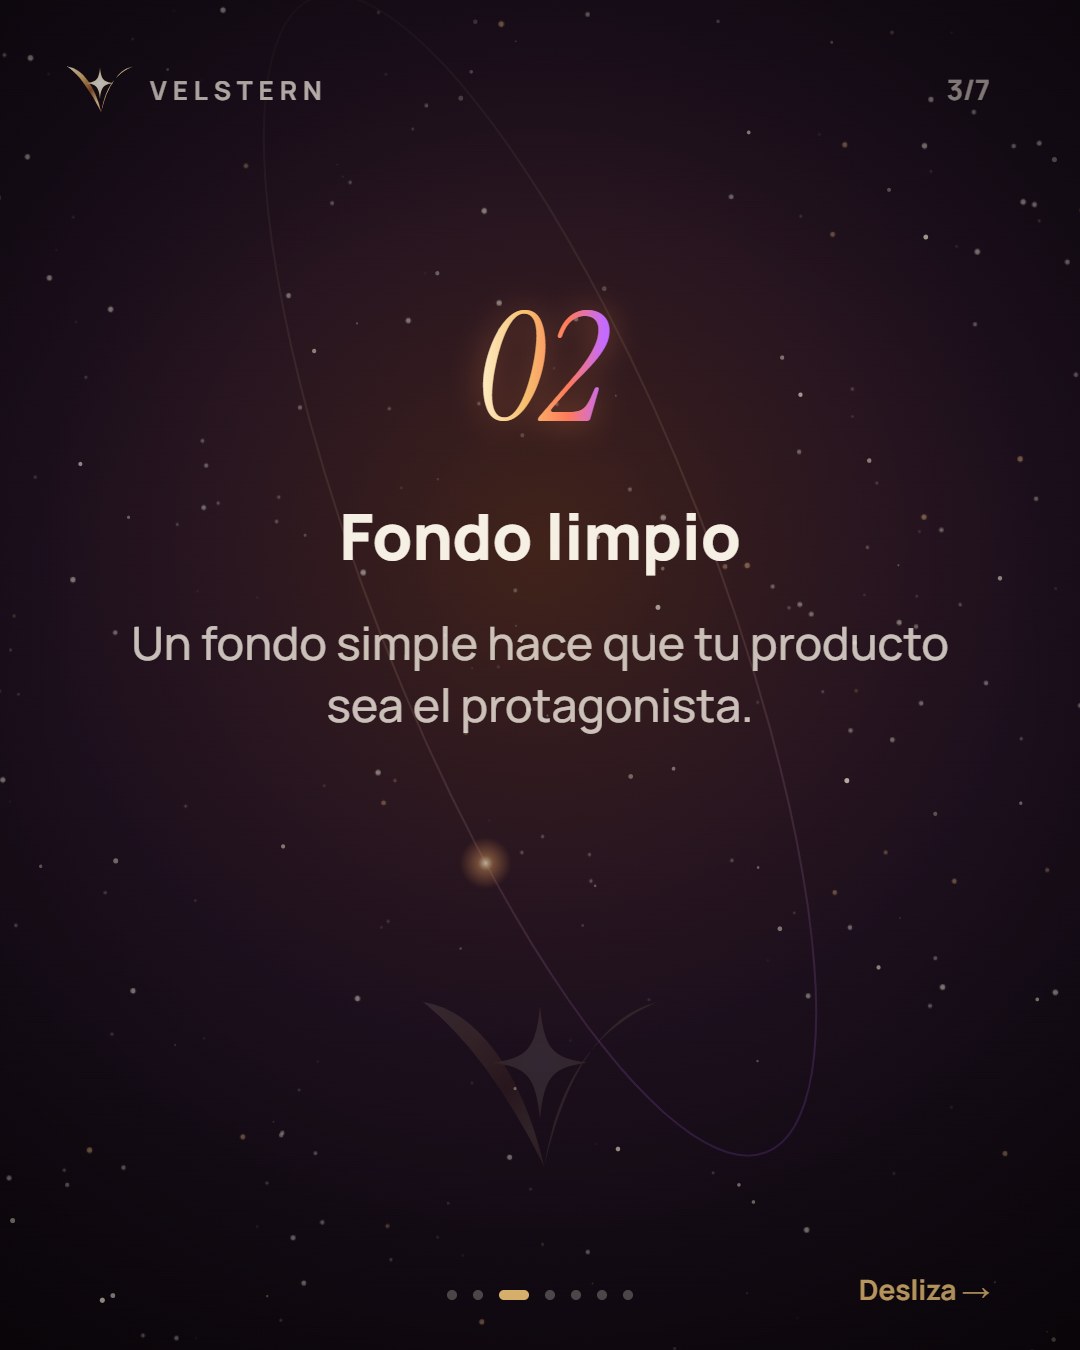 VELSTERN
3/7
02
Fondo limpio
Un fondo simple hace que tu producto
sea el protagonista.
Desliza →